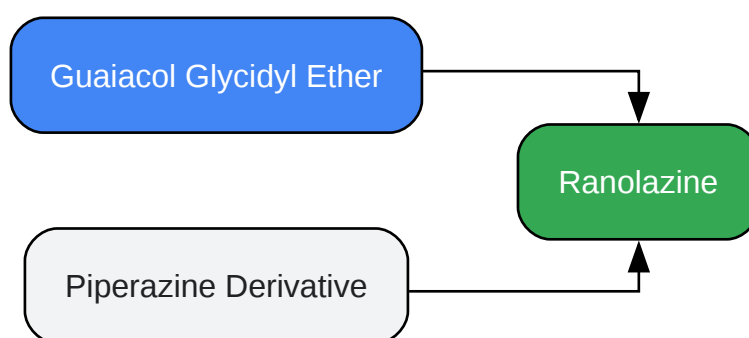 Guaiacol Glycidyl Ether
Ranolazine
Piperazine Derivative